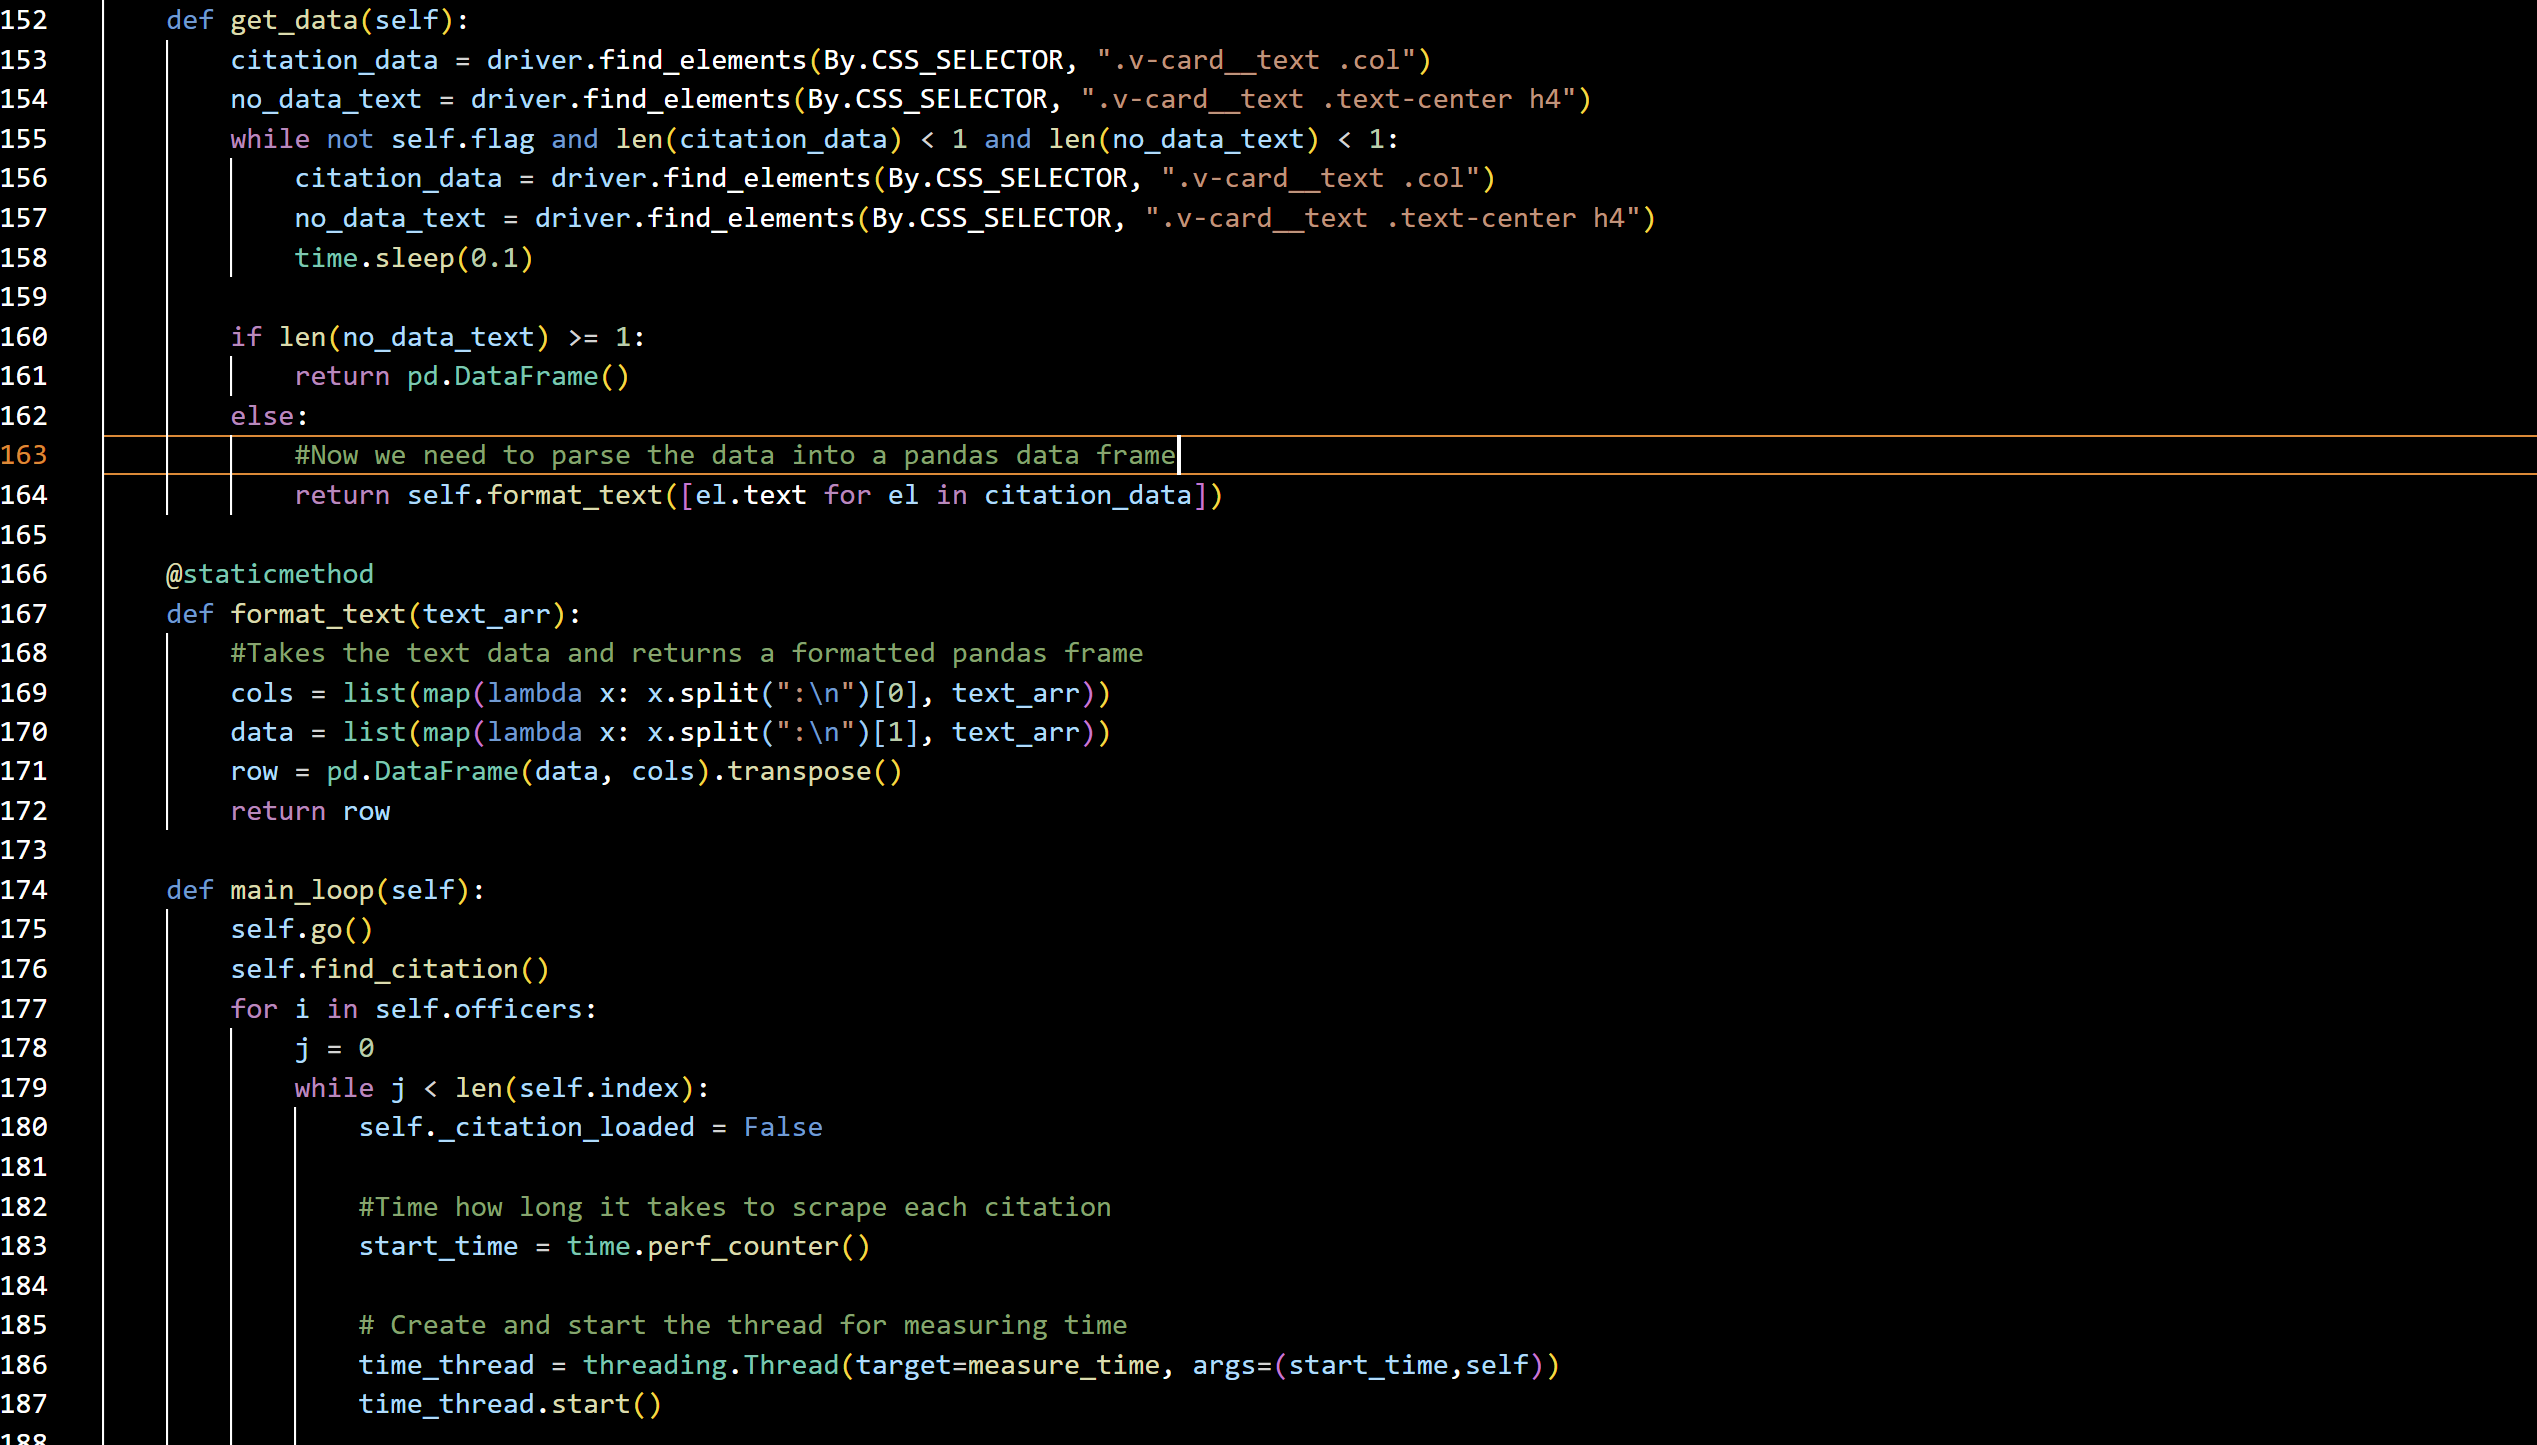 152 def get_data(self):
153 citation_data = driver.find_elements(By.CSS_SELECTOR, ".v-card__text .col")
154 no_data_text = driver.find_elements(By.CSS_SELECTOR, ".v-card__text .text-center h4")
155 while not self.flag and len(citation_data) < 1 and len(no_data_text) < 1:
156 citation_data = driver.find_elements(By.CSS_SELECTOR, ".v-card__text .col")
157 no_data_text = driver.find_elements(By.CSS_SELECTOR, ".v-card__text .text-center h4")
158 time.sleep(0.1)
159
160 if len(no_data_text) >= 1:
161 return pd.DataFrame()
162 else:
163 #Now we need to parse the data into a pandas data frame
164 return self.format_text([el.text for el in citation_data])
165
166 @staticmethod
167 def format_text(text_arr):
168 #Takes the text data and returns a formatted pandas frame
169 cols = list(map(lambda x: x.split(":\n")[0], text_arr))
170 data = list(map(lambda x: x.split(":\n")[1], text_arr))
171 row = pd.DataFrame(data, cols).transpose()
172 return row
173
174 def main_loop(self):
175 self.go()
176 self.find_citation()
177 for i in self.officers:
178 j = 0
179 while j < len(self.index):
180 self._citation_loaded = False
181
182 #Time how long it takes to scrape each citation
183 start_time = time.perf_counter()
184
185 # Create and start the thread for measuring time
186 time_thread = threading.Thread(target=measure_time, args=(start_time,self))
187 time_thread.start()
188